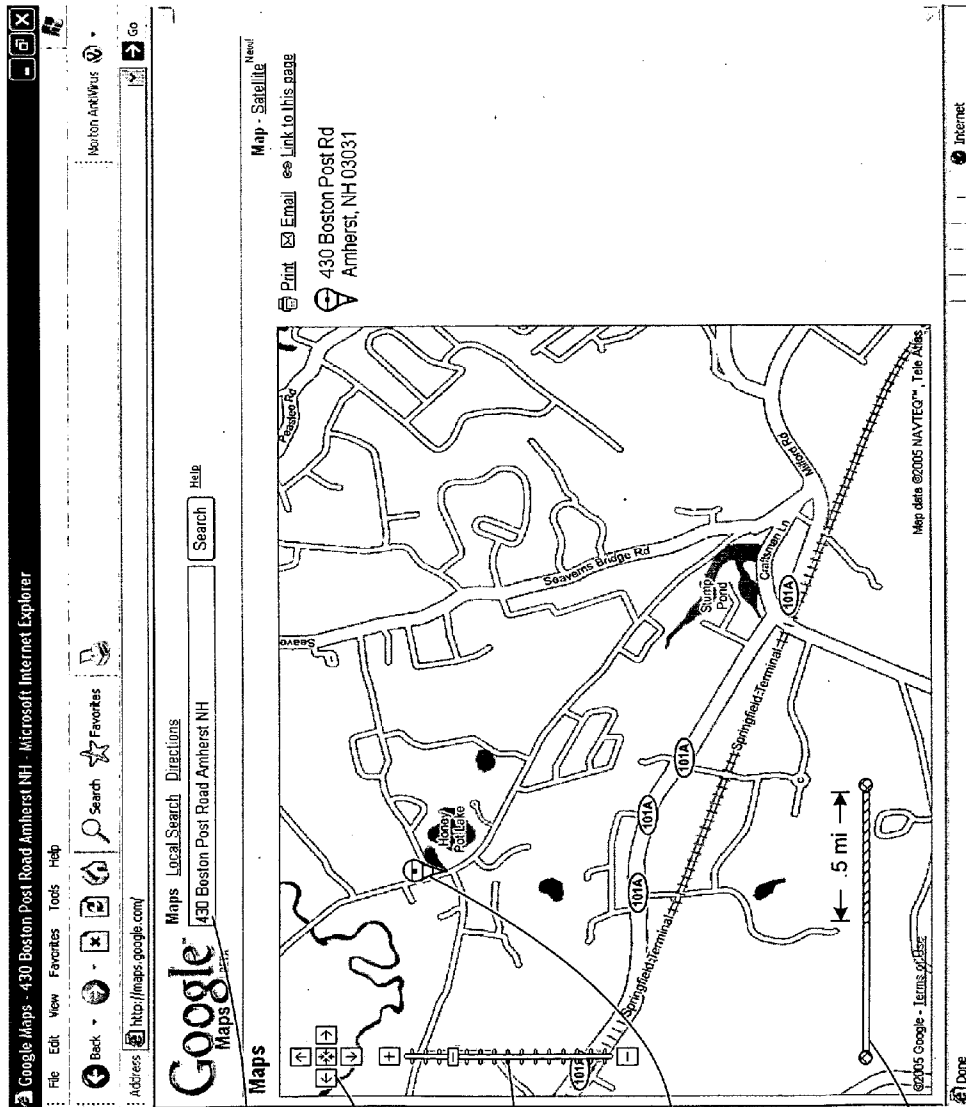 Google Maps - 430 Boston Post Road Amherst NH - Microsoft Internet Explorer
File Edit View Favorites Tools Help
Back Search Favorites Norton AntiVirus
Address http://maps.google.com/ Go
Google™ Maps BETA
Maps Local Search Directions
430 Boston Post Road Amherst NH Search Help
Maps
Map - Satellite New!
Print Email Link to this page
430 Boston Post Rd
Amherst, NH 03031
Peaslee Rd
Seave
Honey
Pot Lake
Seaverns Bridge Rd
Stump
Pond
Craftsmen Ln
Milford Rd
101A
101A
101A
101A
Springfield-Terminal
Springfield-Terminal
.5 mi
©2005 Google - Terms of Use
Map data ©2005 NAVTEQ™, Tele Atlas
Done Internet